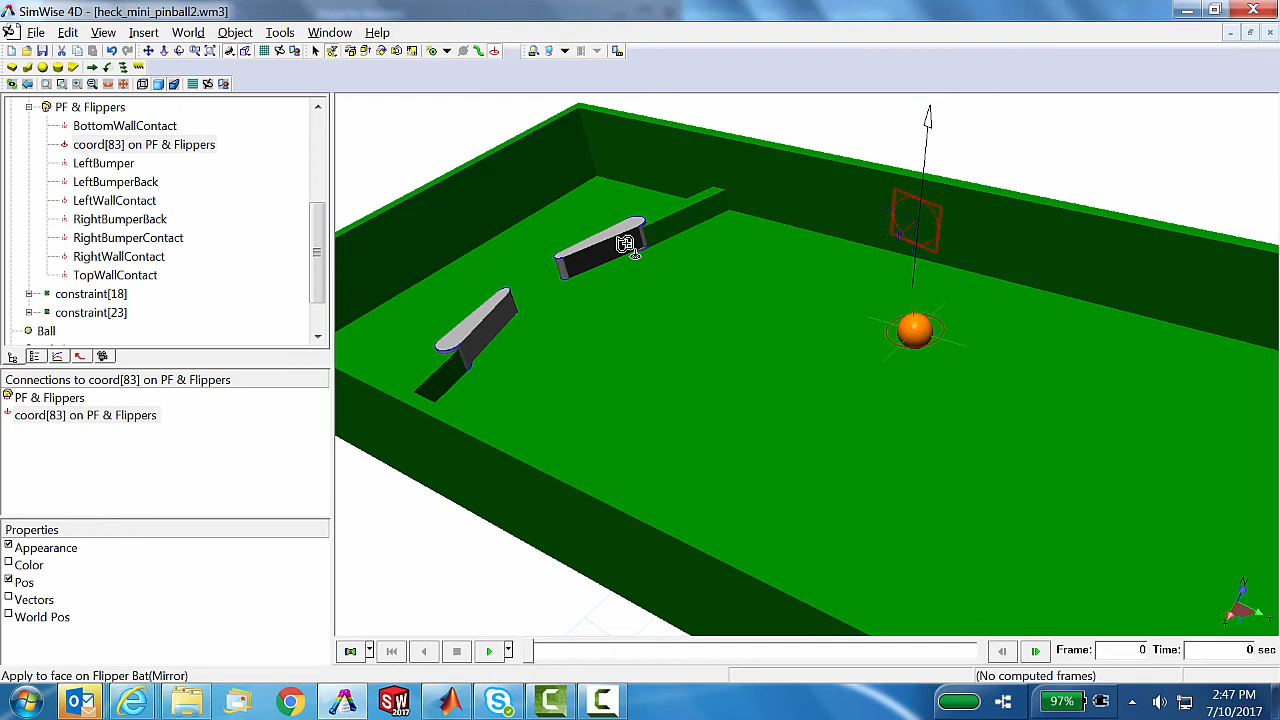 SimWise 4D - [heck_mini_pinball2.wm3]
File Edit View Insert World Object Tools Window Help
PF & Flippers
BottomWallContact
coord[83] on PF & Flippers
LeftBumper
LeftBumperBack
LeftWallContact
RightBumperBack
RightBumperContact
RightWallContact
TopWallContact
constraint[18]
constraint[23]
Ball
Connections to coord[83] on PF & Flippers
PF & Flippers
coord[83] on PF & Flippers
Properties
Appearance
Color
Pos
Vectors
World Pos
Frame: 0 Time: 0 sec
Apply to face on Flipper Bat(Mirror)
(No computed frames)
SW
2017
97%
2:47 PM
7/10/2017